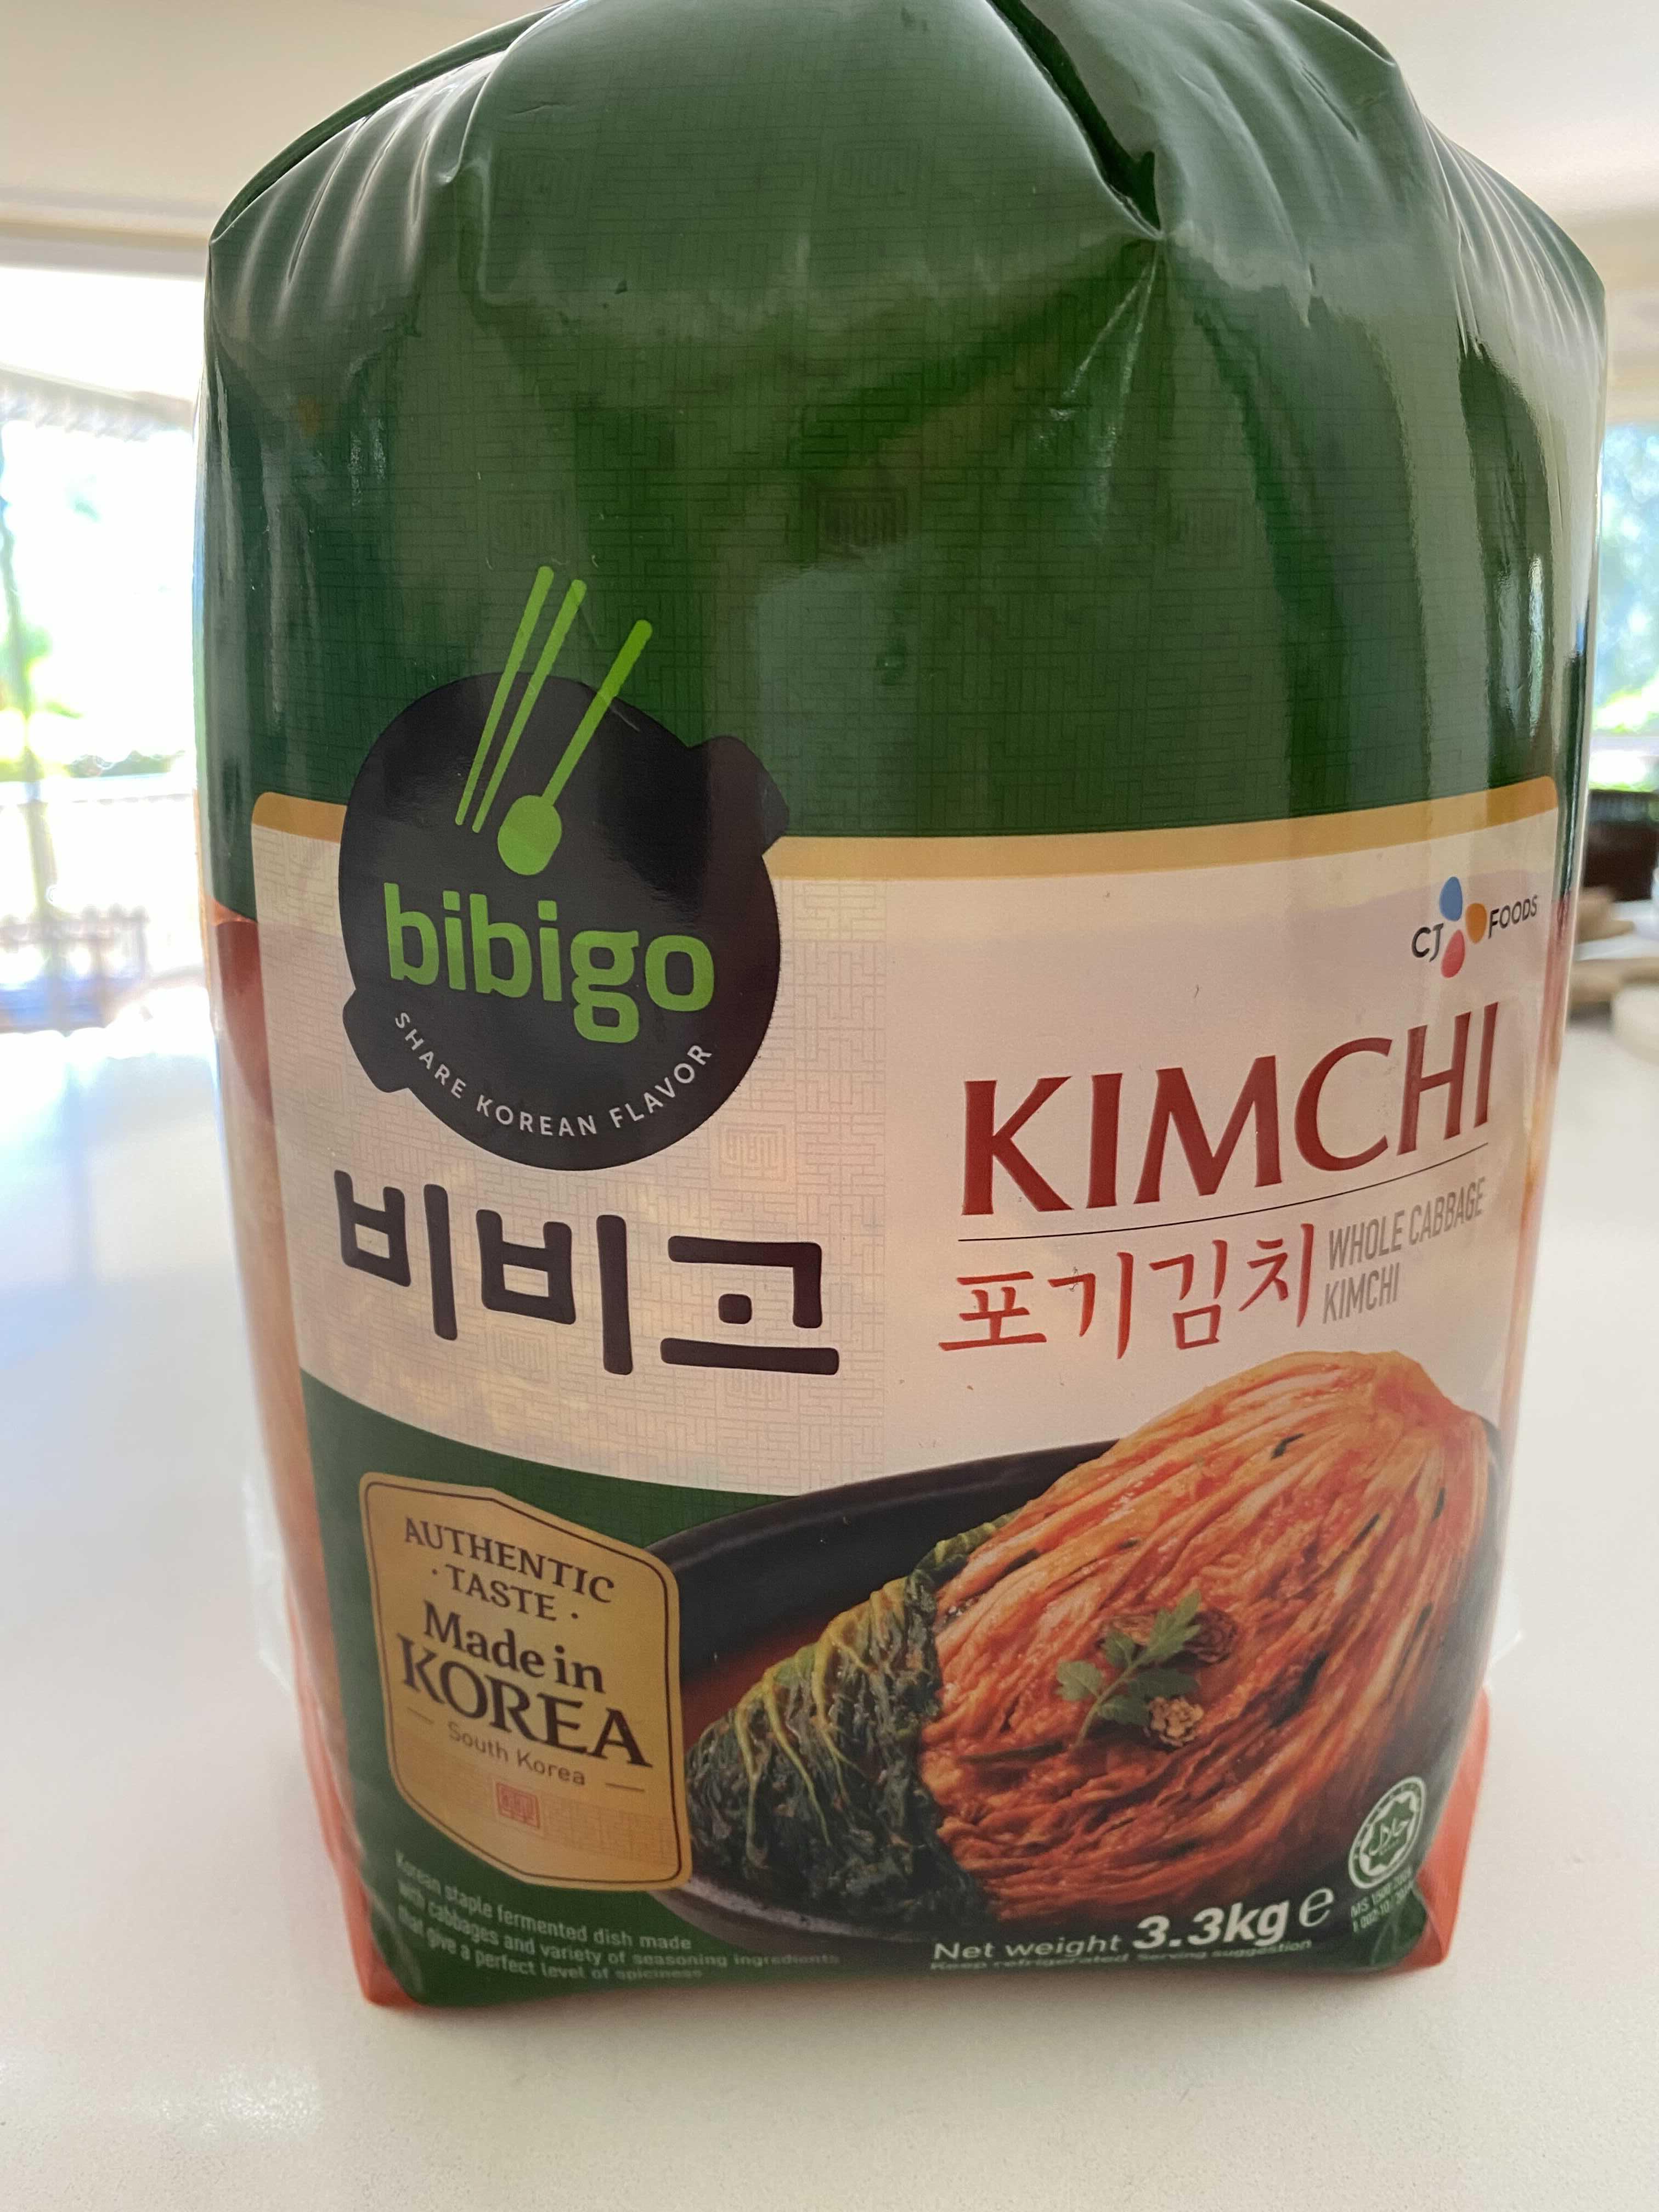 bibigo
SHARE KOREAN FLAVOR
비비고
CJ FOODS
KIMCHI
포기김치
WHOLE CABBAGE
KIMCHI
AUTHENTIC
· TASTE ·
Made in
KOREA
South Korea
Korean staple fermented dish made
with cabbages and variety of seasoning ingredients
that give a perfect level of spiciness
Net weight 3.3kg e
Keep refrigerated Serving suggestion